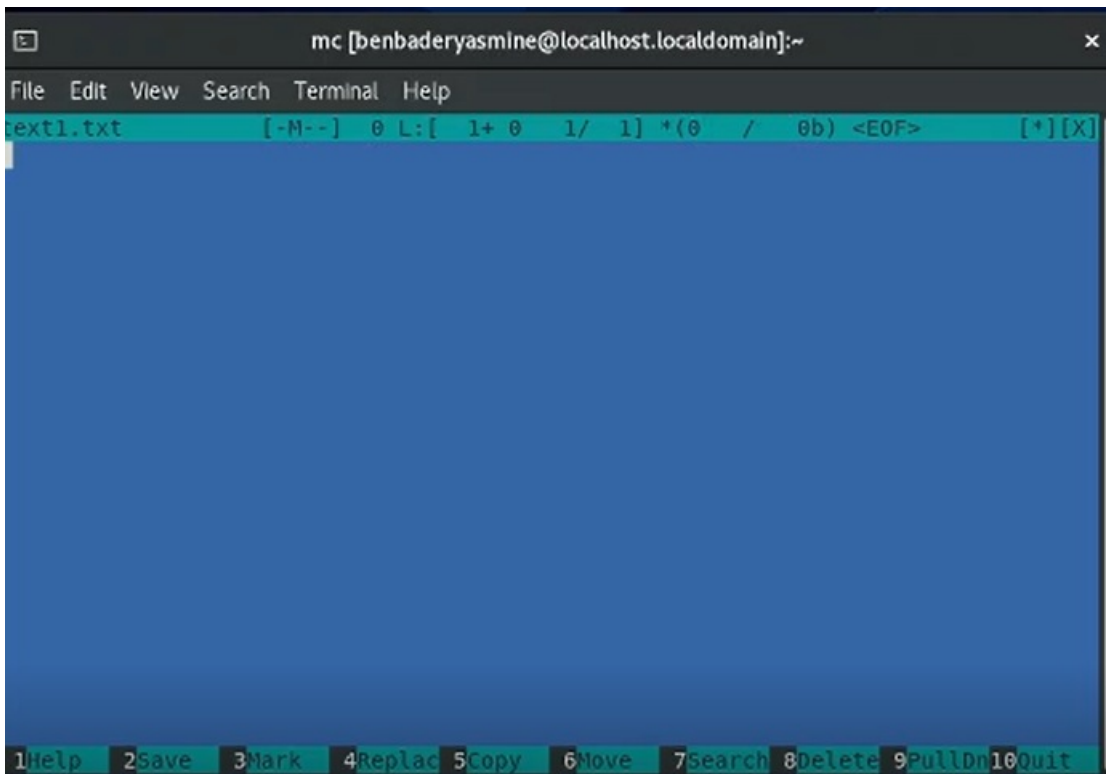 mc [benbaderyasmine@localhost.localdomain]:~ ×
File Edit View Search Terminal Help
text1.txt [-M--] 0 L:[ 1+ 0 1/ 1] *(0 / 0b) <EOF> [*][X]
1Help 2Save 3Mark 4Replac 5Copy 6Move 7Search 8Delete 9PullDn 10Quit